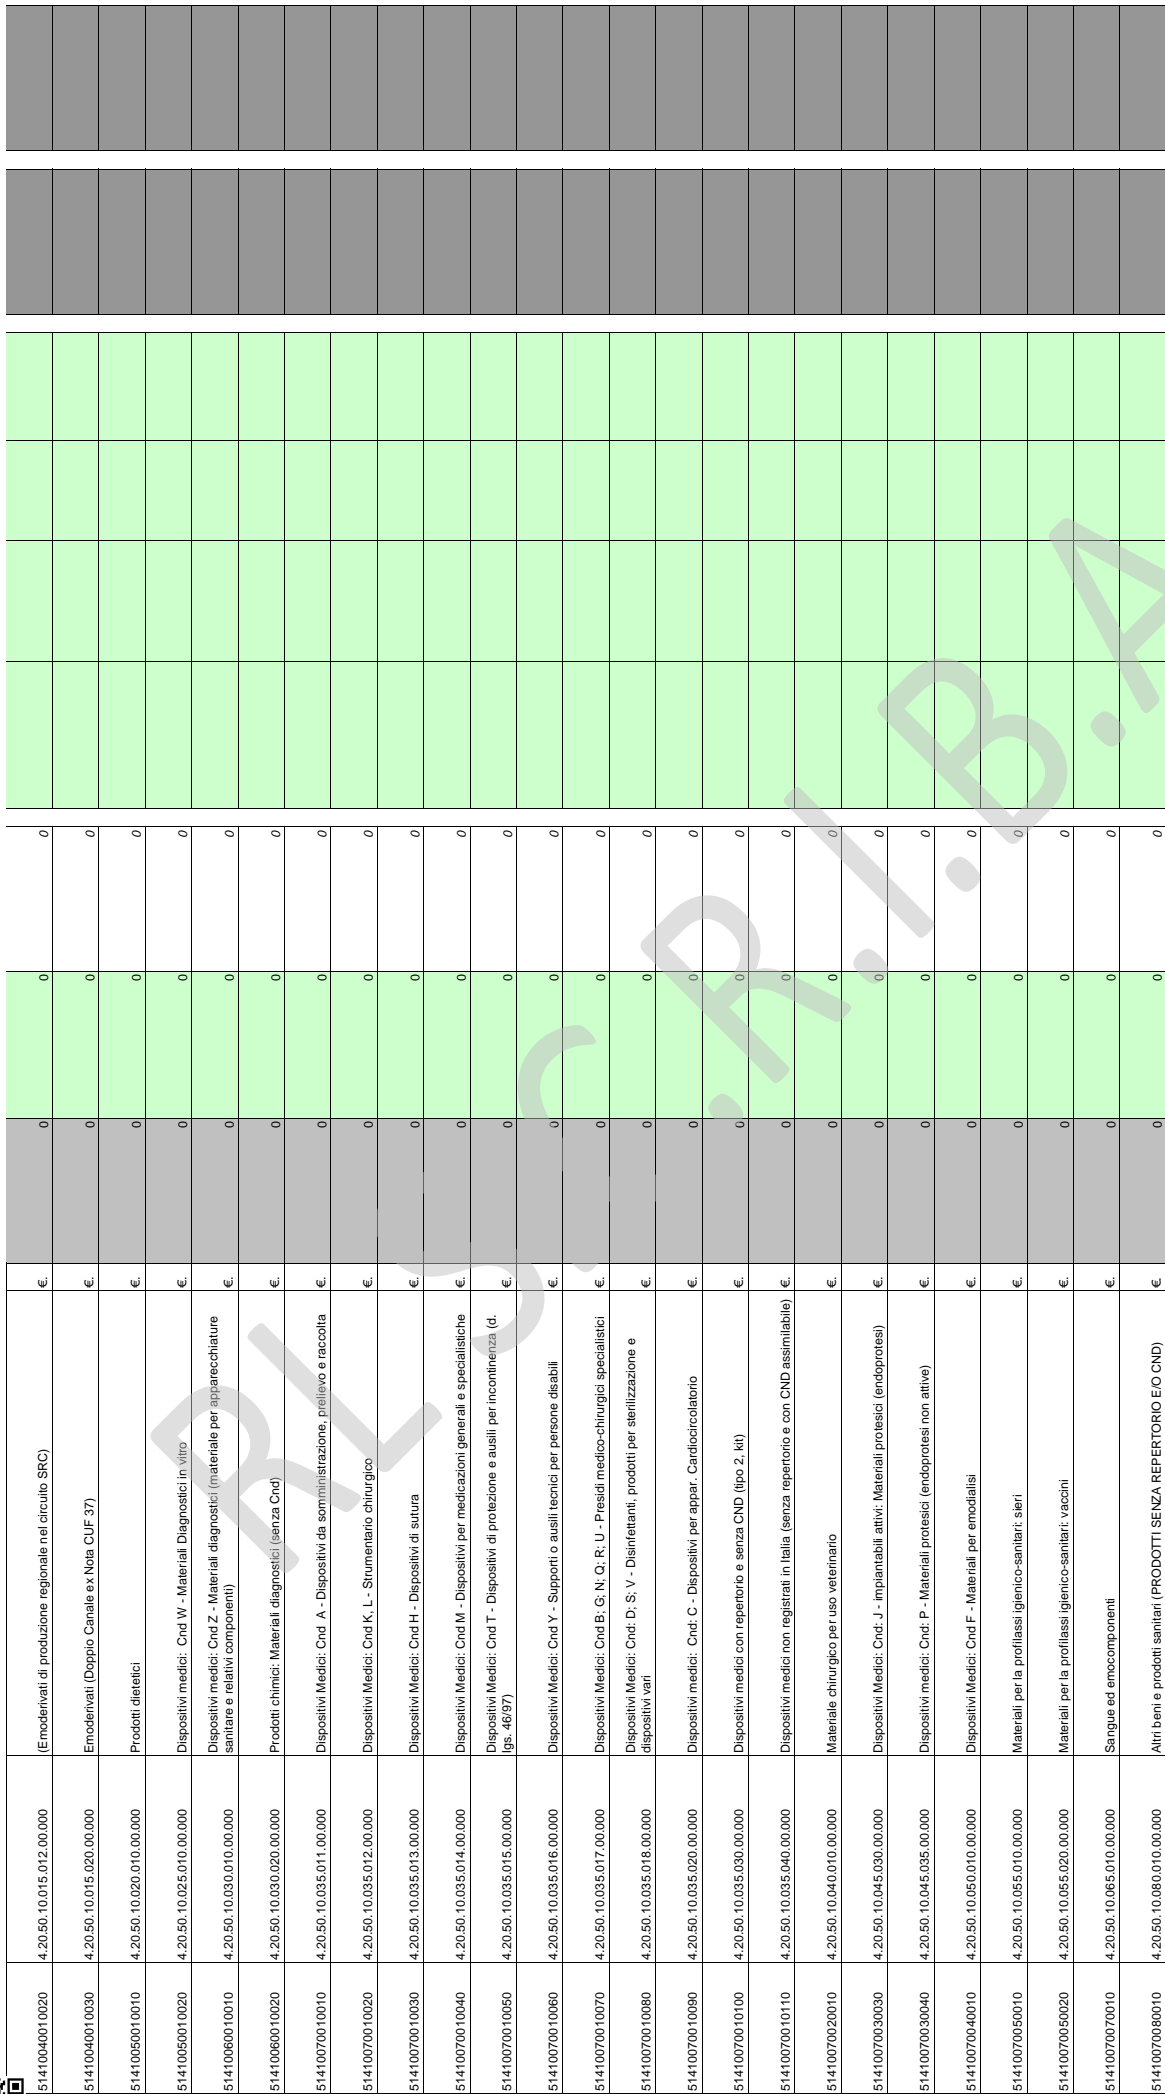 51410040010020 4.20.50.10.015.012.00.000 (Emoderivati di produzione regionale nel circuito SRC) €. 0 0 0
51410040010030 4.20.50.10.015.020.00.000 Emoderivati (Doppio Canale ex Nota CUF 37) €. 0 0 0
51410050010010 4.20.50.10.020.010.00.000 Prodotti dietetici €. 0 0 0
51410050010020 4.20.50.10.025.010.00.000 Dispositivi medici: Cnd W - Materiali Diagnostici in vitro €. 0 0 0
51410060010010 4.20.50.10.030.010.00.000 Dispositivi medici: Cnd Z - Materiali diagnostici (materiale per apparecchiature
sanitare e relativi componenti) €. 0 0 0
51410060010020 4.20.50.10.030.020.00.000 Prodotti chimici: Materiali diagnostici (senza Cnd) €. 0 0 0
51410070010010 4.20.50.10.035.011.00.000 Dispositivi Medici: Cnd A - Dispositivi da somministrazione, prelievo e raccolta €. 0 0 0
51410070010020 4.20.50.10.035.012.00.000 Dispositivi Medici: Cnd K, L - Strumentario chirurgico €. 0 0 0
51410070010030 4.20.50.10.035.013.00.000 Dispositivi Medici: Cnd H - Dispositivi di sutura €. 0 0 0
51410070010040 4.20.50.10.035.014.00.000 Dispositivi Medici: Cnd M - Dispositivi per medicazioni generali e specialistiche €. 0 0 0
51410070010050 4.20.50.10.035.015.00.000 Dispositivi Medici: Cnd T - Dispositivi di protezione e ausili per incontinenza (d.
lgs. 46/97) €. 0 0 0
51410070010060 4.20.50.10.035.016.00.000 Dispositivi Medici: Cnd Y - Supporti o ausili tecnici per persone disabili €. 0 0 0
51410070010070 4.20.50.10.035.017.00.000 Dispositivi Medici: Cnd B; G; N; Q; R; U - Presidi medico-chirurgici specialistici €. 0 0 0
51410070010080 4.20.50.10.035.018.00.000 Dispositivi Medici: Cnd: D; S; V - Disinfettanti, prodotti per sterilizzazione e
dispositivi vari €. 0 0 0
51410070010090 4.20.50.10.035.020.00.000 Dispositivi medici: Cnd: C - Dispositivi per appar. Cardiocircolatorio €. 0 0 0
51410070010100 4.20.50.10.035.030.00.000 Dispositivi medici con repertorio e senza CND (tipo 2, kit) €. 0 0 0
51410070010110 4.20.50.10.035.040.00.000 Dispositivi medici non registrati in Italia (senza repertorio e con CND assimilabile) €. 0 0 0
51410070020010 4.20.50.10.040.010.00.000 Materiale chirurgico per uso veterinario €. 0 0 0
51410070030030 4.20.50.10.045.030.00.000 Dispositivi medici: Cnd: J - impiantabili attivi: Materiali protesici (endoprotesi) €. 0 0 0
51410070030040 4.20.50.10.045.035.00.000 Dispositivi medici: Cnd: P - Materiali protesici (endoprotesi non attive) €. 0 0 0
51410070040010 4.20.50.10.050.010.00.000 Dispositivi Medici: Cnd F - Materiali per emodialisi €. 0 0 0
51410070050010 4.20.50.10.055.010.00.000 Materiali per la profilassi igienico-sanitari: sieri €. 0 0 0
51410070050020 4.20.50.10.055.020.00.000 Materiali per la profilassi igienico-sanitari: vaccini €. 0 0 0
51410070070010 4.20.50.10.065.010.00.000 Sangue ed emocomponenti €. 0 0 0
51410070080010 4.20.50.10.080.010.00.000 Altri beni e prodotti sanitari (PRODOTTI SENZA REPERTORIO E/O CND) €. 0 0 0
RL S.C.R.I.B.A